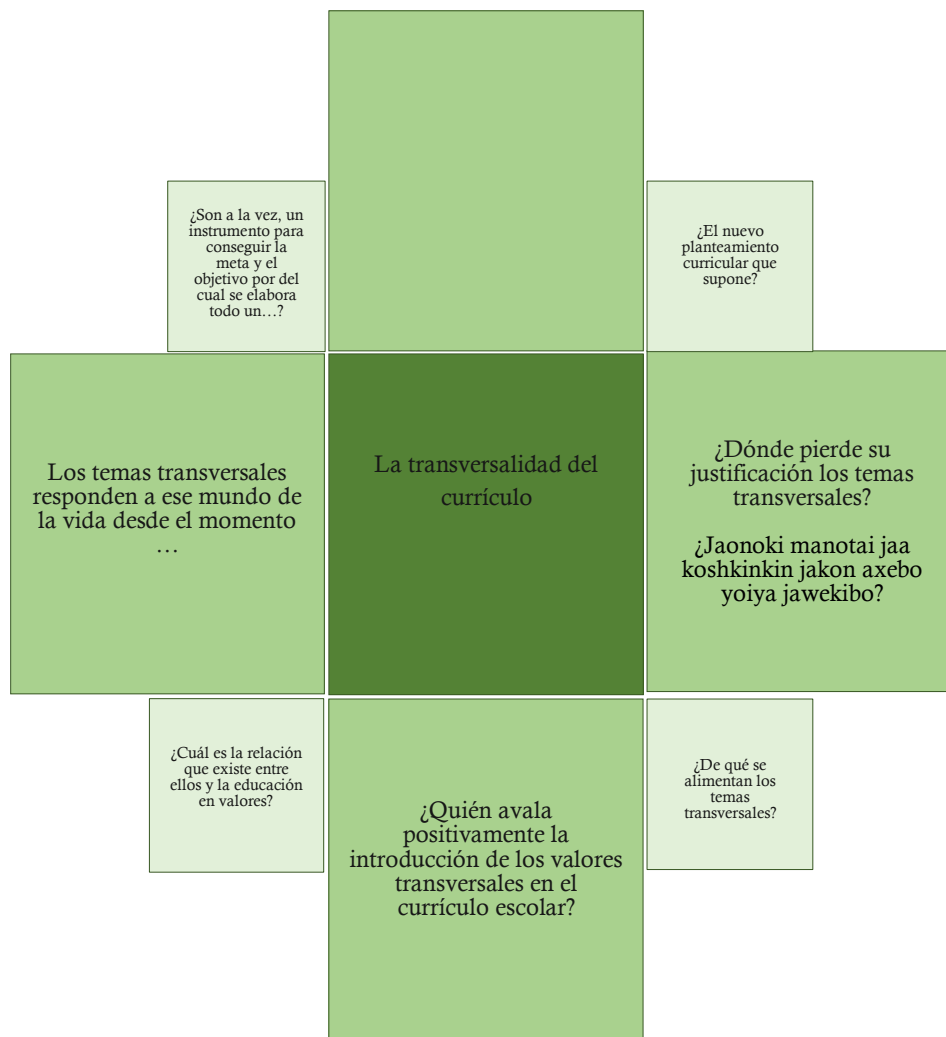 ¿Son a la vez, un
instrumento para
conseguir la
meta y el
objetivo por del
cual se elabora
todo un…?
¿El nuevo
planteamiento
curricular que
supone?
Los temas transversales
responden a ese mundo de
la vida desde el momento
…
La transversalidad del
currículo
¿Dónde pierde su
justificación los temas
transversales?
¿Jaonoki manotai jaa
koshkinkin jakon axebo
yoiya jawekibo?
¿Cuál es la relación
que existe entre
ellos y la educación
en valores?
¿Quién avala
positivamente la
introducción de los valores
transversales en el
currículo escolar?
¿De qué se
alimentan los
temas
transversales?